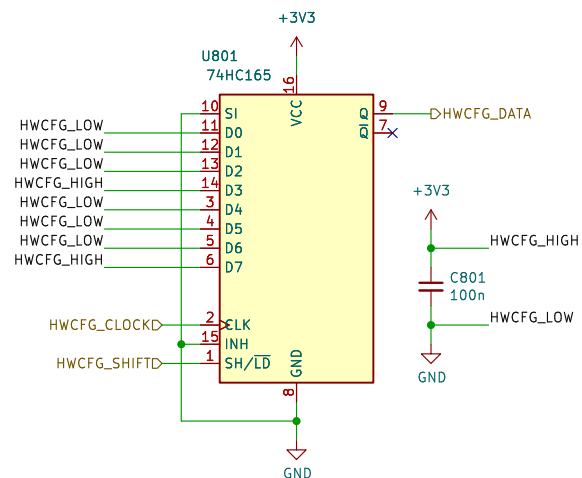 +3V3
U801
74HC165
16
VCC
10 SI
Q 9 HWCFG_DATA
HWCFG_LOW 11 D0
Q 7
HWCFG_LOW 12 D1
HWCFG_LOW 13 D2
HWCFG_HIGH 14 D3
HWCFG_LOW 3 D4
HWCFG_LOW 4 D5
HWCFG_LOW 5 D6
HWCFG_HIGH 6 D7
HWCFG_CLOCK 2 CLK
15 INH
HWCFG_SHIFT 1 SH/LD
GND
8
GND
+3V3
HWCFG_HIGH
C801
100n
HWCFG_LOW
GND